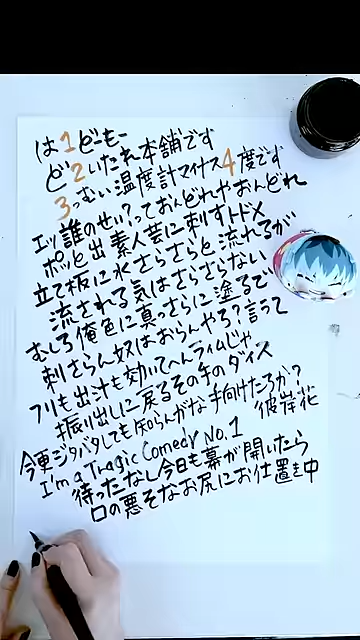 は1どーもー
ど2いたれ本舗です
3っむい温度計マイナス4度です
エッ誰のせい?っておんどれやおんどれ
ポッと出素人芸に刺すトドメ
立て板に水さらさらと流れるが
流される気はさらさらない
むしろ俺色に真っさらに塗るで
刺さらん奴はおらんやろ?言うて
フリも出汁も効いてへんライムじゃ
振り出しに戻るその手のダイス
今更ジタバタしても知らんがな手向けたろか?彼岸花
I'm a Tragic Comedy No.1
待ったなし今日も幕が開いたら
口の悪そなお尻にお仕置き中